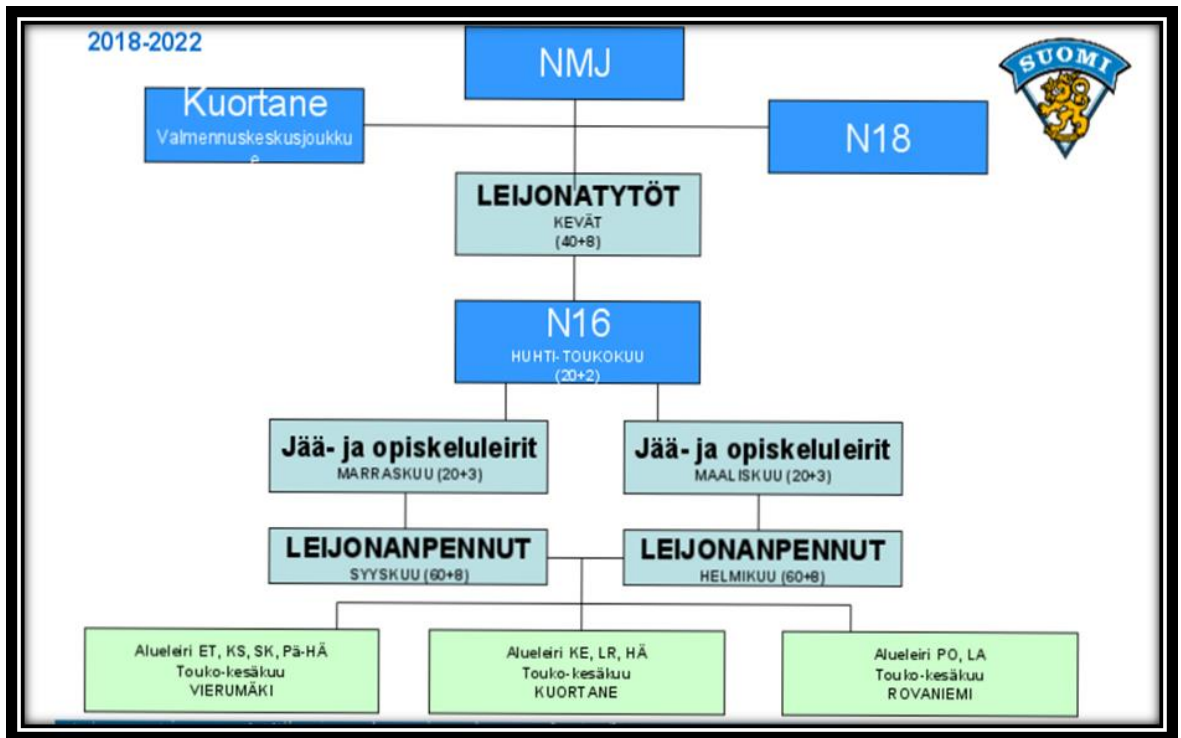 2018-2022
NMJ
SUOMI
Kuortane
Valmennuskeskusjoukku
e
N18
LEIJONATYTÖT
KEVÄT
(40+8)
N16
HUHTI-TOUKOKUU
(20+2)
Jää- ja opiskeluleirit
MARRASKUU (20+3)
Jää- ja opiskeluleirit
MAALISKUU (20+3)
LEIJONANPENNUT
SYYSKUU (60+8)
LEIJONANPENNUT
HELMIKUU (60+8)
Alueleiri ET, KS, SK, Pä-HÄ
Touko-kesäkuu
VIERUMÄKI
Alueleiri KE, LR, HÄ
Touko-kesäkuu
KUORTANE
Alueleiri PO, LA
Touko-kesäkuu
ROVANIEMI